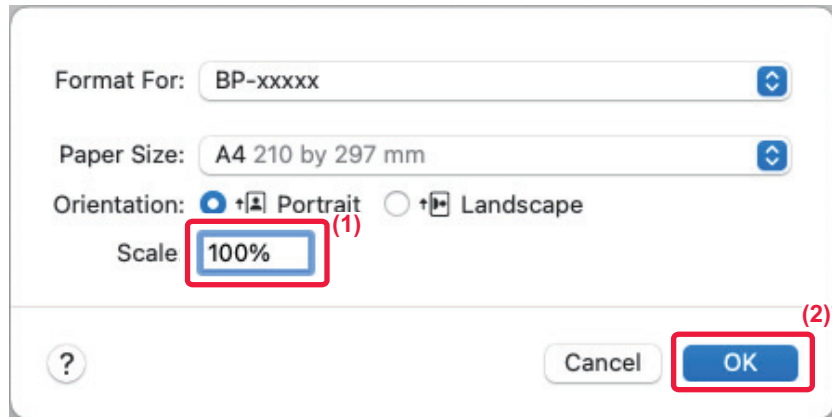 Format For: BP-xxxxx
Paper Size: A4 210 by 297 mm
Orientation: Portrait Landscape
(1)
Scale 100%
(2)
? Cancel OK